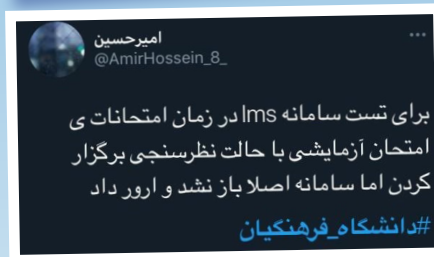 امیرحسین
@AmirHossein_8_
برای تست سامانه lms در زمان امتحانات ی
امتحان آزمایشی با حالت نظرسنجی برگزار
کردن اما سامانه اصلا باز نشد و ارور داد
#دانشگاه_فرهنگیان